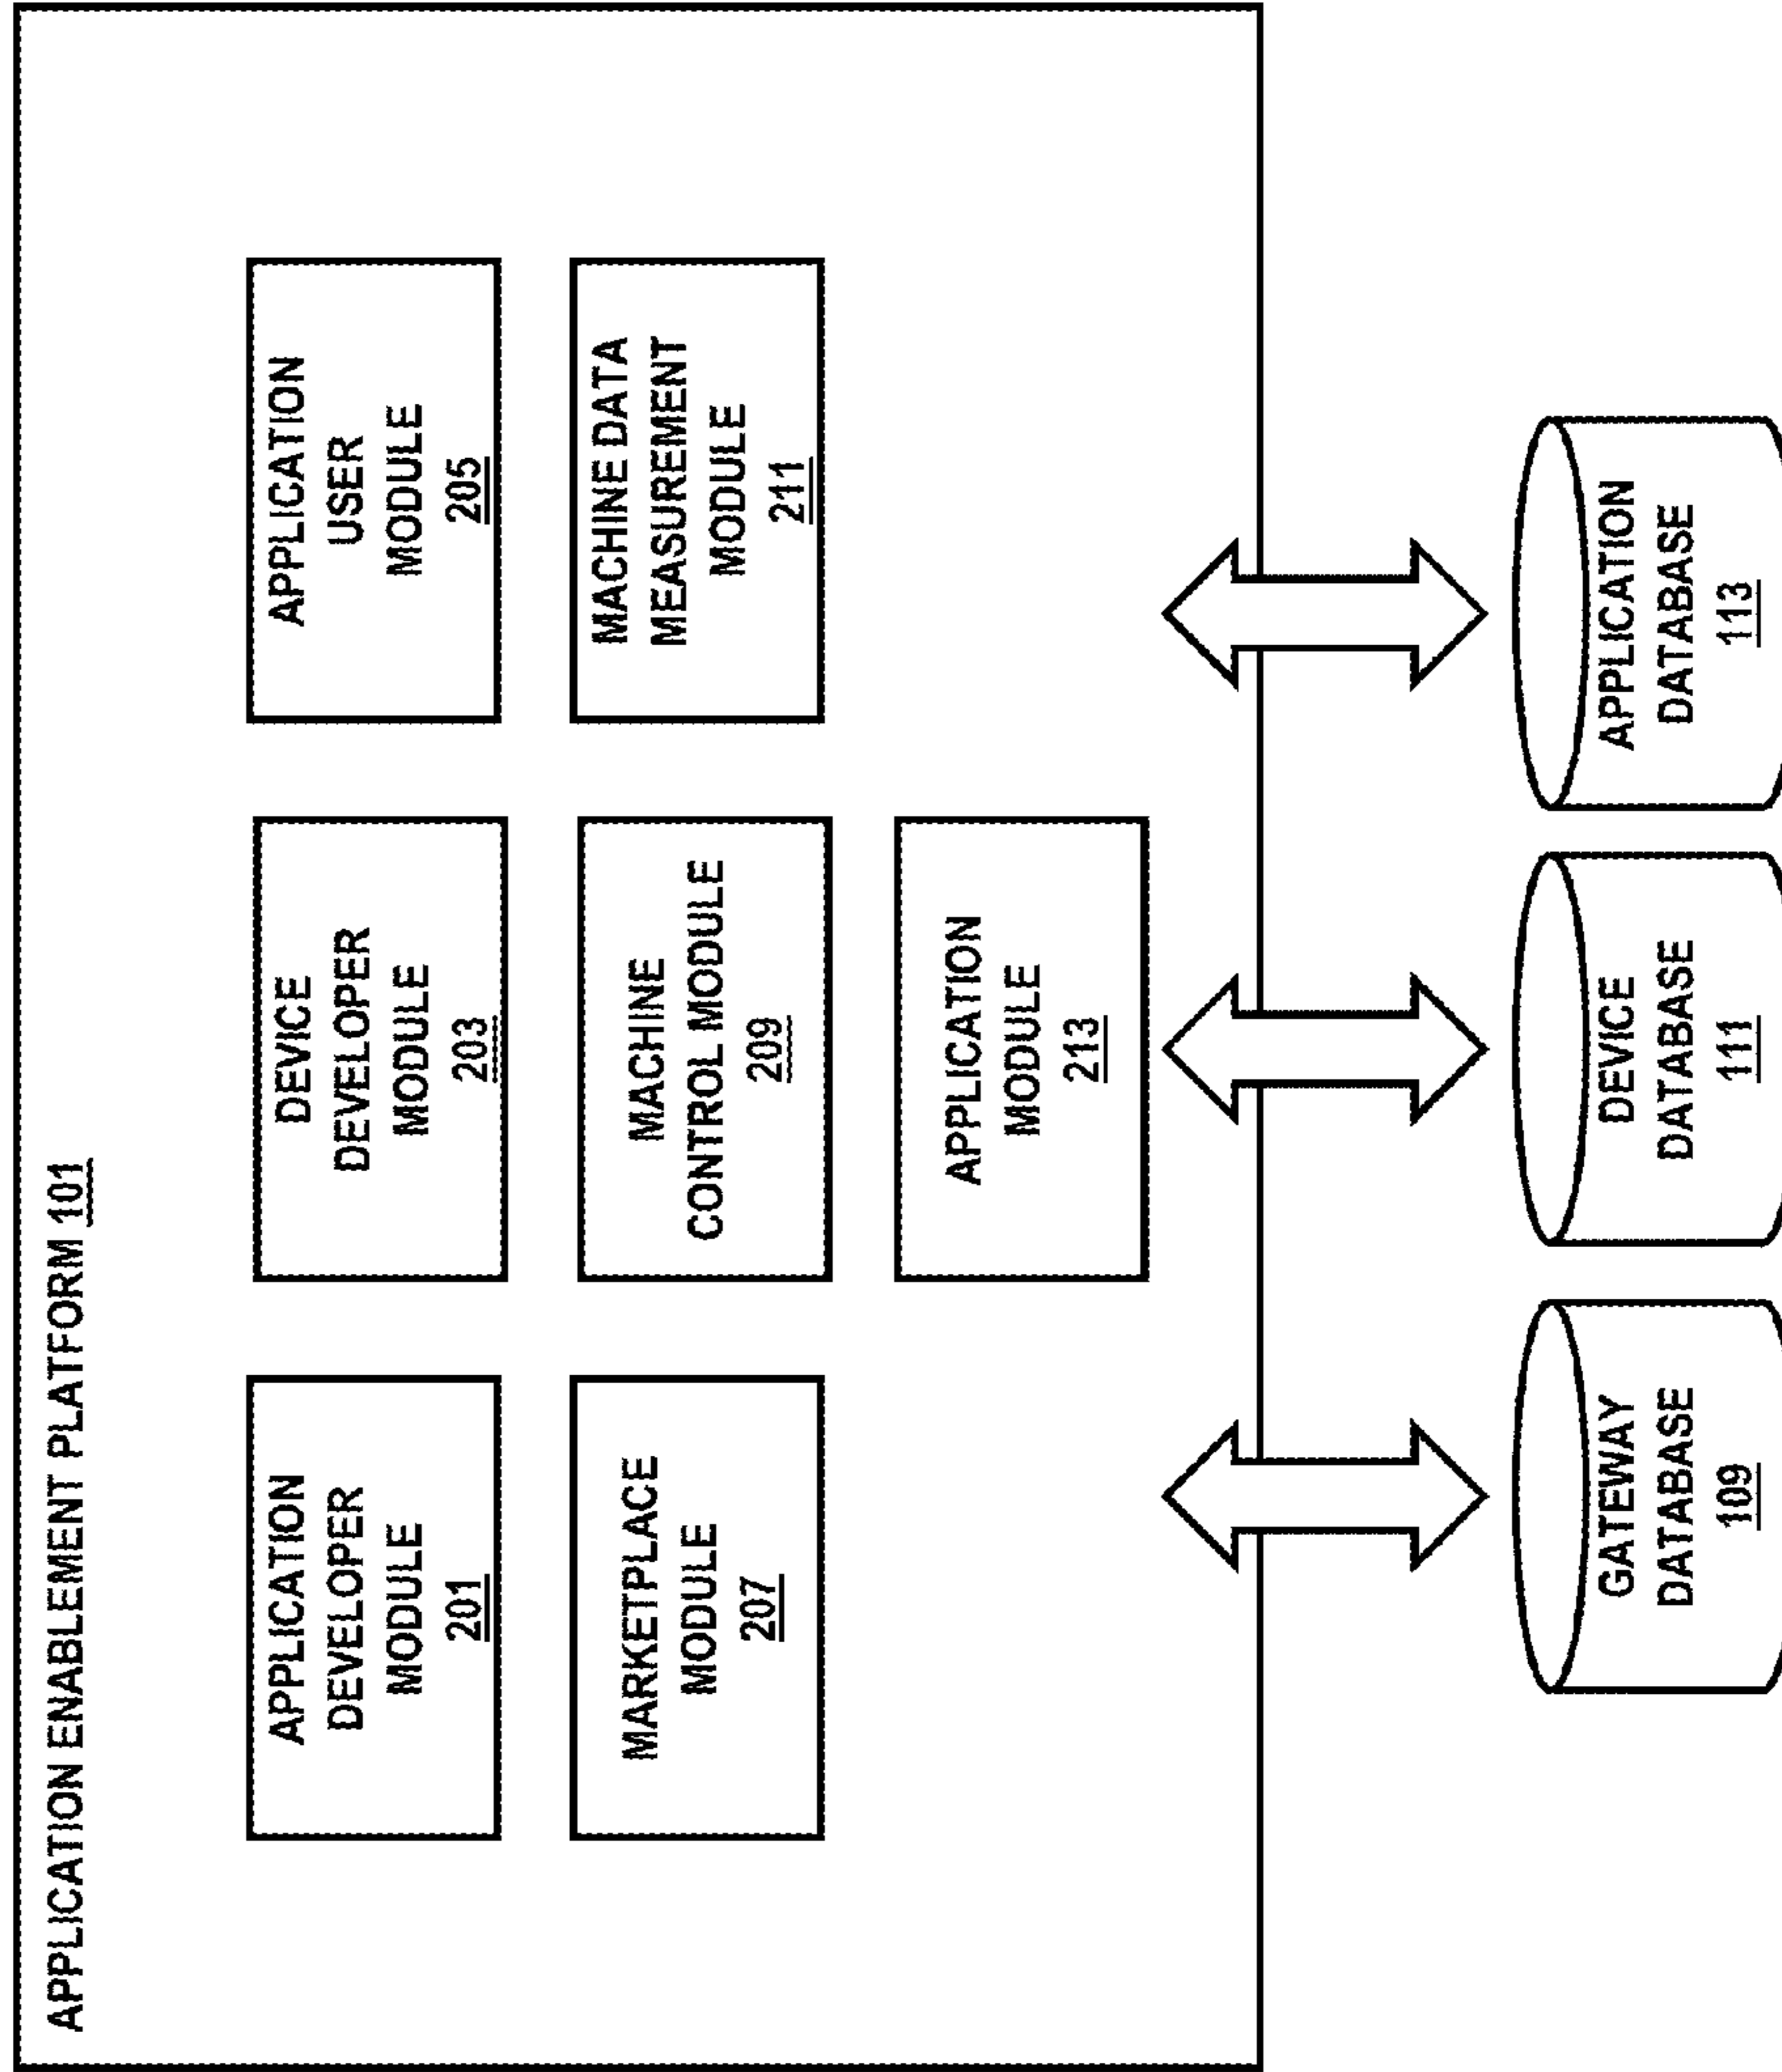 APPLICATION ENABLEMENT PLATFORM 101
APPLICATION
DEVELOPER
MODULE
201
DEVICE
DEVELOPER
MODULE
203
APPLICATION
USER
MODULE
205
MARKETPLACE
MODULE
207
MACHINE
CONTROL MODULE
209
MACHINE DATA
MEASUREMENT
MODULE
211
APPLICATION
MODULE
213
GATEWAY
DATABASE
109
DEVICE
DATABASE
111
APPLICATION
DATABASE
113